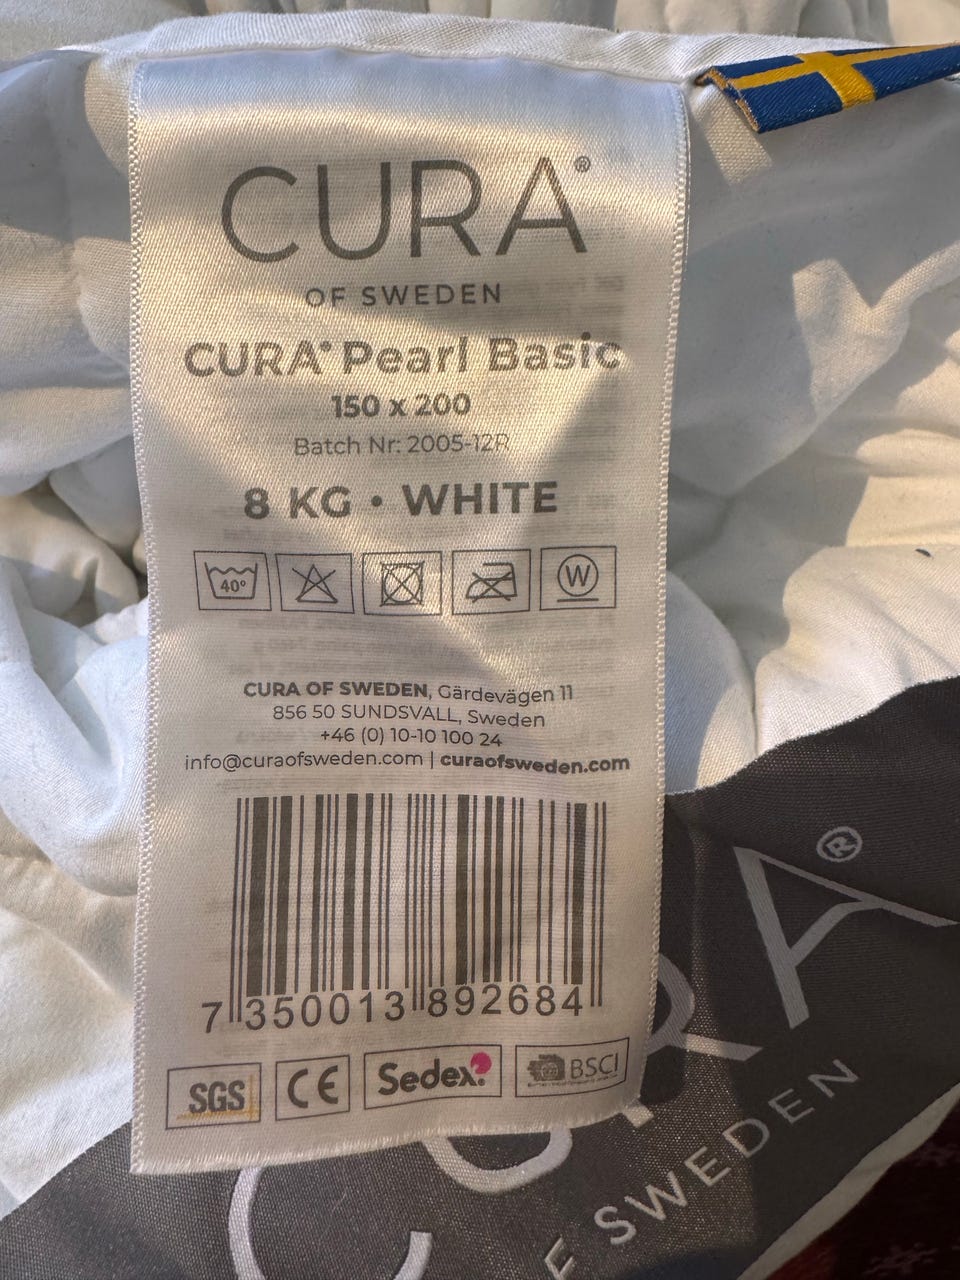 CURA®
OF SWEDEN
CURA® Pearl Basic
150 x 200
Batch Nr: 2005-12R
8 KG • WHITE
40°
W
CURA OF SWEDEN, Gärdevägen 11
856 50 SUNDSVALL, Sweden
+46 (0) 10-10 100 24
info@curaofsweden.com | curaofsweden.com
7 350013 892684
SGS CE Sedex BSCI
CURA®
F SWEDEN